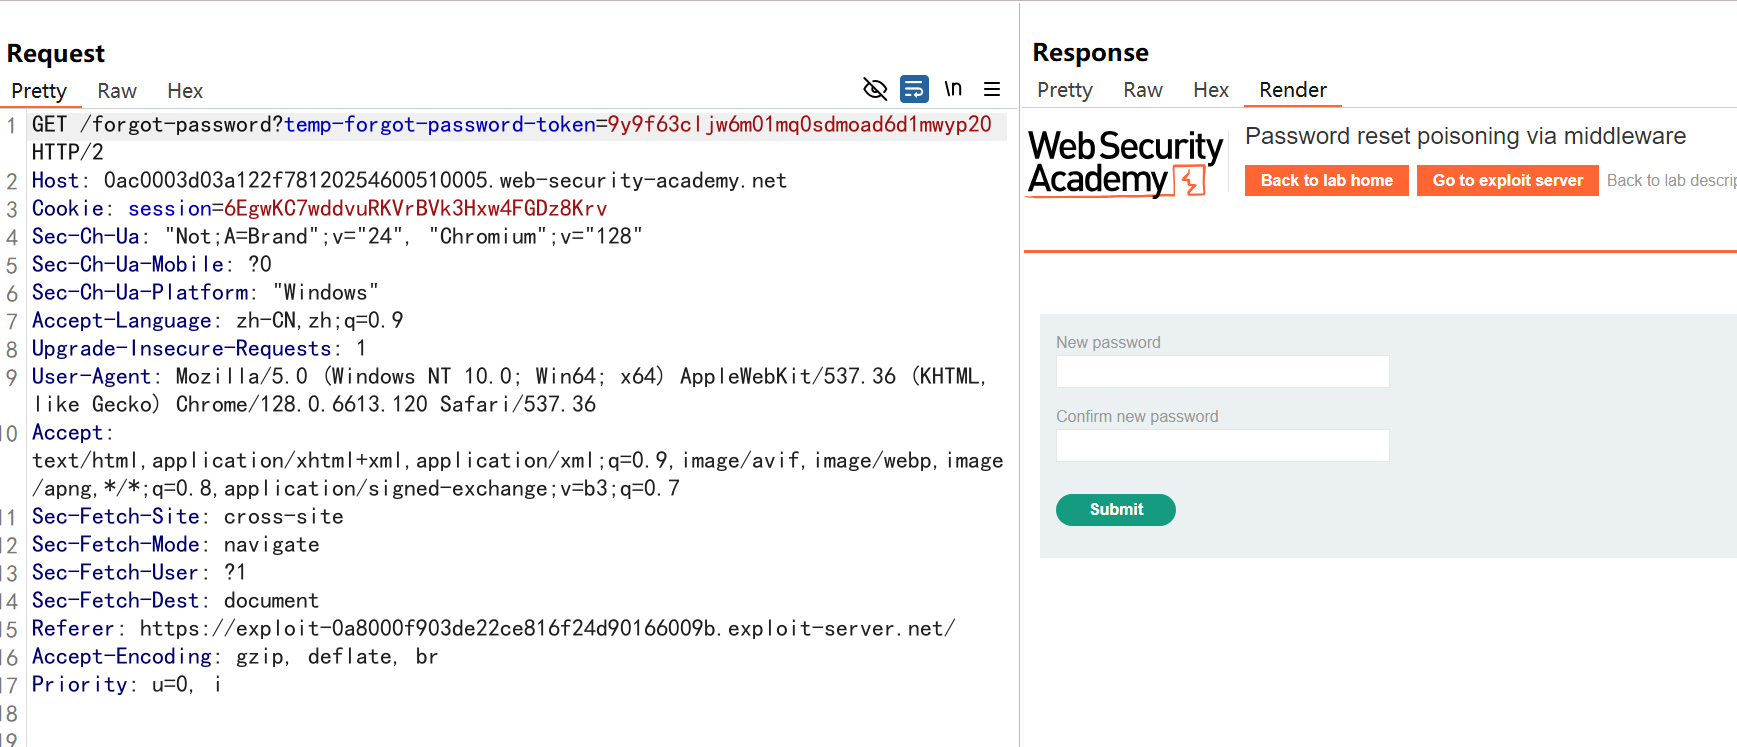 Request
Pretty Raw Hex
\n
1 GET /forgot-password?temp-forgot-password-token=9y9f63cljw6m01mq0sdmoad6d1mwyp20
HTTP/2
2 Host: 0ac0003d03a122f78120254600510005.web-security-academy.net
3 Cookie: session=6EgwKC7wddvuRKVrBVk3Hxw4FGDz8Krv
4 Sec-Ch-Ua: "Not;A=Brand";v="24", "Chromium";v="128"
5 Sec-Ch-Ua-Mobile: ?0
6 Sec-Ch-Ua-Platform: "Windows"
7 Accept-Language: zh-CN,zh;q=0.9
8 Upgrade-Insecure-Requests: 1
9 User-Agent: Mozilla/5.0 (Windows NT 10.0; Win64; x64) AppleWebKit/537.36 (KHTML,
like Gecko) Chrome/128.0.6613.120 Safari/537.36
10 Accept:
text/html,application/xhtml+xml,application/xml;q=0.9,image/avif,image/webp,image
/apng,*/*;q=0.8,application/signed-exchange;v=b3;q=0.7
11 Sec-Fetch-Site: cross-site
12 Sec-Fetch-Mode: navigate
13 Sec-Fetch-User: ?1
14 Sec-Fetch-Dest: document
15 Referer: https://exploit-0a8000f903de22ce816f24d90166009b.exploit-server.net/
16 Accept-Encoding: gzip, deflate, br
17 Priority: u=0, i
18
19
Response
Pretty Raw Hex Render
Web Security
Academy
Password reset poisoning via middleware
Back to lab home Go to exploit server Back to lab descrip
New password
Confirm new password
Submit